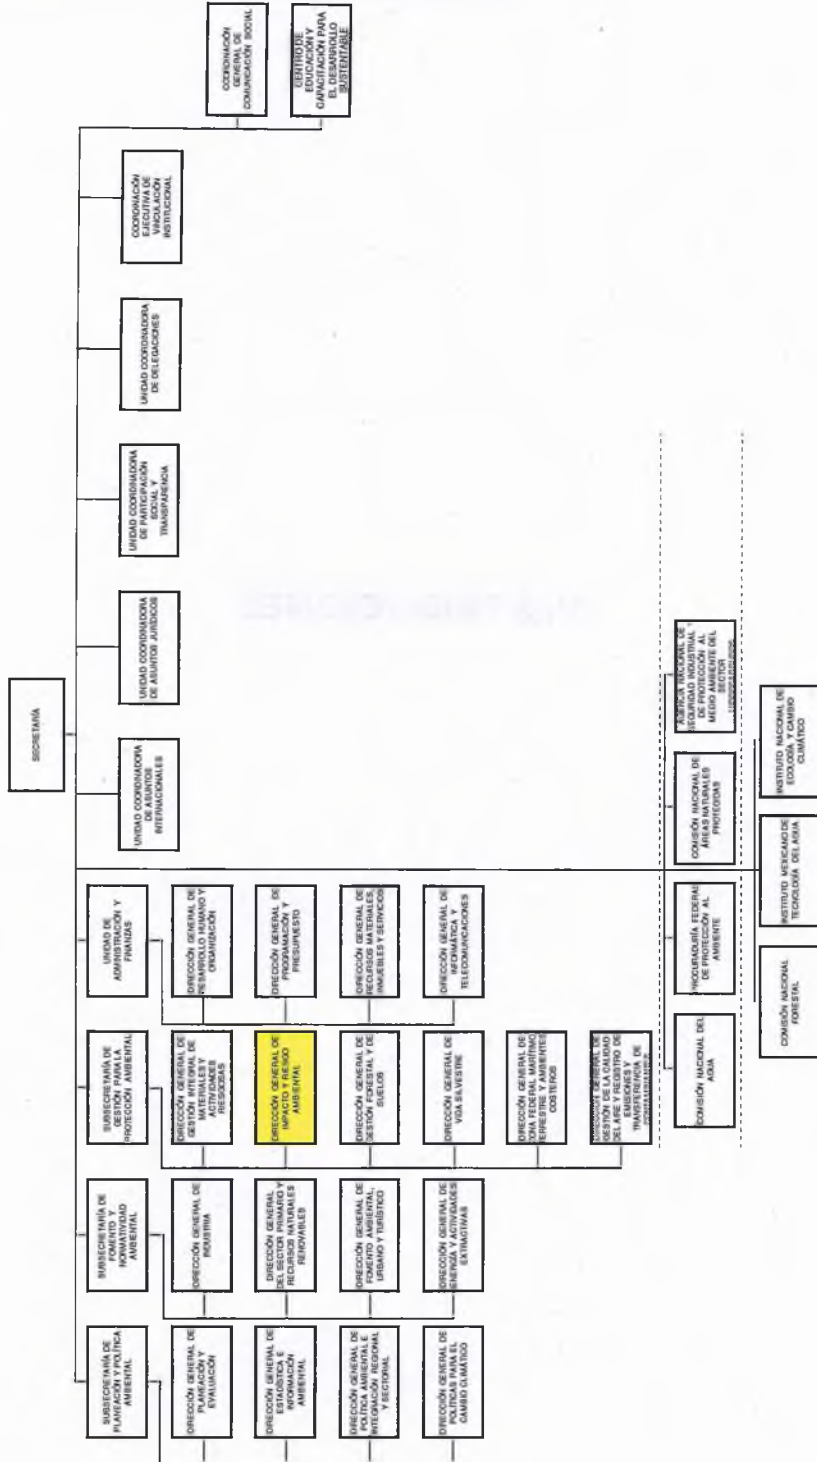 SECRETARÍA
COORDINACIÓN
GENERAL DE
COMUNICACIÓN SOCIAL
CENTRO DE
EDUCACIÓN Y
CAPACITACIÓN PARA
EL DESARROLLO
SUSTENTABLE
COORDINACIÓN
EJECUTIVA DE
VINCULACIÓN
INSTITUCIONAL
UNIDAD COORDINADORA
DE DELEGACIONES
UNIDAD COORDINADORA
DE PARTICIPACIÓN
SOCIAL Y
TRANSPARENCIA
UNIDAD COORDINADORA
DE ASUNTOS JURÍDICOS
UNIDAD COORDINADORA
DE ASUNTOS
INTERNACIONALES
UNIDAD DE
ADMINISTRACIÓN Y
FINANZAS
DIRECCIÓN GENERAL DE
DESARROLLO HUMANO Y
ORGANIZACIÓN
DIRECCIÓN GENERAL DE
PROGRAMACIÓN Y
PRESUPUESTO
DIRECCIÓN GENERAL DE
RECURSOS MATERIALES,
INMUEBLES Y SERVICIOS
DIRECCIÓN GENERAL DE
INFORMÁTICA Y
TELECOMUNICACIONES
SUBSECRETARÍA DE
GESTIÓN PARA LA
PROTECCIÓN AMBIENTAL
DIRECCIÓN GENERAL DE
GESTIÓN INTEGRAL DE
MATERIALES Y
ACTIVIDADES
RIESGOSAS
DIRECCIÓN GENERAL DE
IMPACTO Y RIESGO
AMBIENTAL
DIRECCIÓN GENERAL DE
GESTIÓN FORESTAL Y DE
SUELOS
DIRECCIÓN GENERAL DE
VIDA SILVESTRE
DIRECCIÓN GENERAL DE
ZONA FEDERAL MARÍTIMO
TERRESTRE Y AMBIENTES
COSTEROS
DIRECCIÓN GENERAL DE
GESTIÓN DE LA CALIDAD
DEL AIRE Y REGISTRO DE
EMISIONES Y
TRANSFERENCIA DE
CONTAMINANTES
SUBSECRETARÍA DE
FOMENTO Y
NORMATIVIDAD
AMBIENTAL
DIRECCIÓN GENERAL DE
INDUSTRIA
DIRECCIÓN GENERAL
DEL SECTOR PRIMARIO Y
RECURSOS NATURALES
RENOVABLES
DIRECCIÓN GENERAL DE
FOMENTO AMBIENTAL,
URBANO Y TURÍSTICO
DIRECCIÓN GENERAL DE
ENERGÍA Y ACTIVIDADES
EXTRACTIVAS
SUBSECRETARÍA DE
PLANEACIÓN Y POLÍTICA
AMBIENTAL
DIRECCIÓN GENERAL DE
PLANEACIÓN Y
EVALUACIÓN
DIRECCIÓN GENERAL DE
ESTADÍSTICA E
INFORMACIÓN
AMBIENTAL
DIRECCIÓN GENERAL DE
POLÍTICA AMBIENTAL E
INTEGRACIÓN REGIONAL
Y SECTORIAL
DIRECCIÓN GENERAL DE
POLÍTICAS PARA EL
CAMBIO CLIMÁTICO
COMISIÓN NACIONAL DEL
AGUA
PROCURADURÍA FEDERAL
DE PROTECCIÓN AL
AMBIENTE
COMISIÓN NACIONAL DE
ÁREAS NATURALES
PROTEGIDAS
AGENCIA NACIONAL DE
SEGURIDAD INDUSTRIAL Y
DE PROTECCIÓN AL
MEDIO AMBIENTE DEL
SECTOR
COMISIÓN NACIONAL
FORESTAL
INSTITUTO MEXICANO DE
TECNOLOGÍA DEL AGUA
INSTITUTO NACIONAL DE
ECOLOGÍA Y CAMBIO
CLIMÁTICO